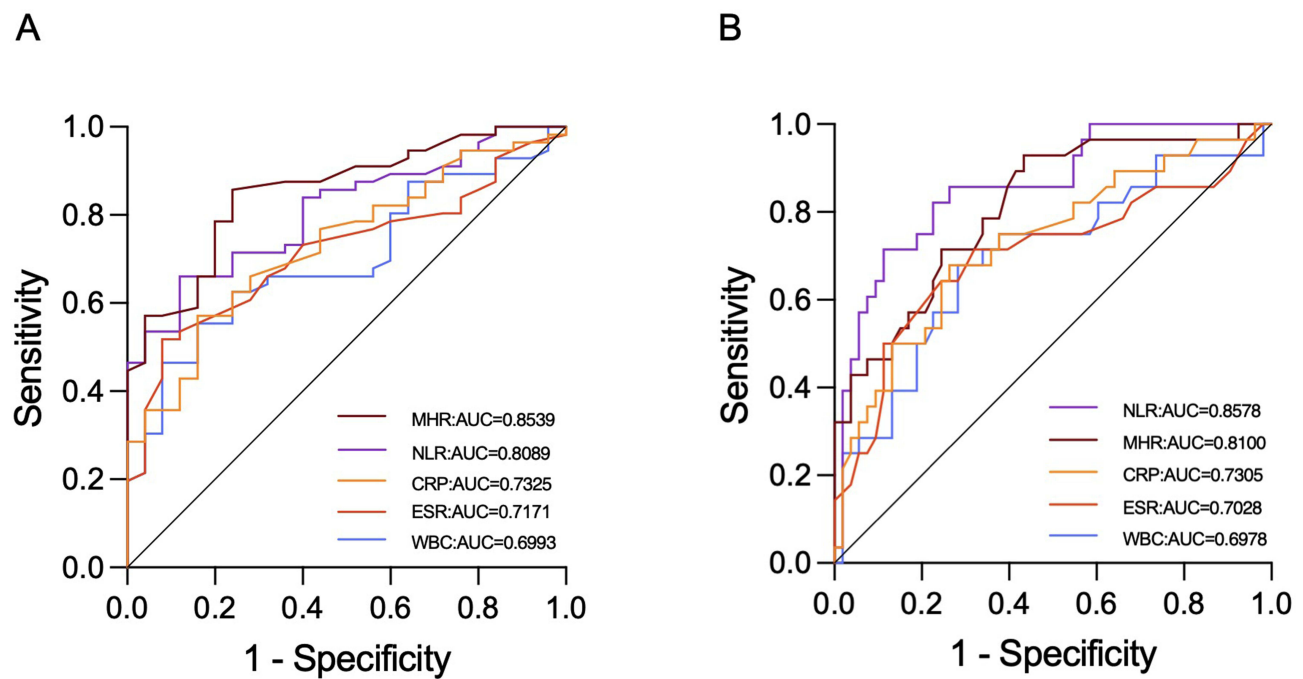 A
Sensitivity
1.0
0.8
0.6
0.4
0.2
0.0
MHR:AUC=0.8539
NLR:AUC=0.8089
CRP:AUC=0.7325
ESR:AUC=0.7171
WBC:AUC=0.6993
0.0 0.2 0.4 0.6 0.8 1.0
1 - Specificity
B
Sensitivity
1.0
0.8
0.6
0.4
0.2
0.0
NLR:AUC=0.8578
MHR:AUC=0.8100
CRP:AUC=0.7305
ESR:AUC=0.7028
WBC:AUC=0.6978
0.0 0.2 0.4 0.6 0.8 1.0
1 - Specificity